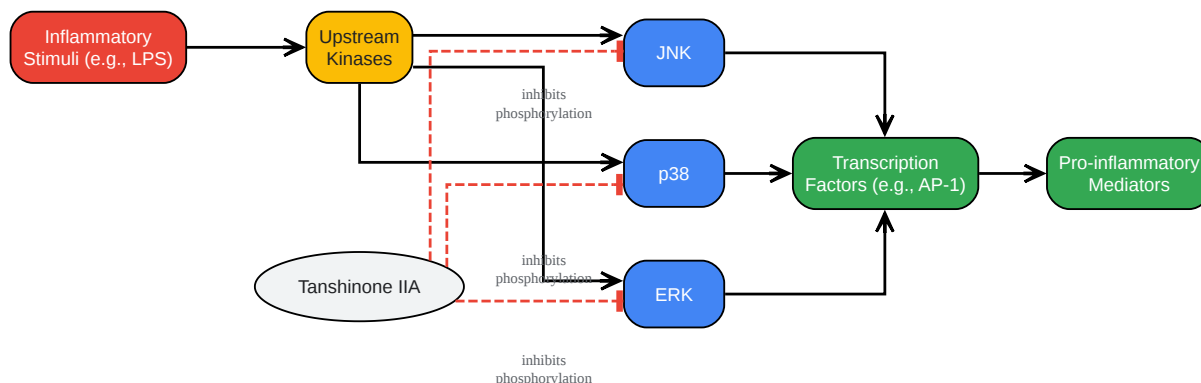 Inflammatory
Stimuli (e.g., LPS)
Upstream
Kinases
JNK
inhibits
phosphorylation
p38
Transcription
Factors (e.g., AP-1)
Pro-inflammatory
Mediators
inhibits
phosphorylation
Tanshinone IIA
ERK
inhibits
phosphorylation